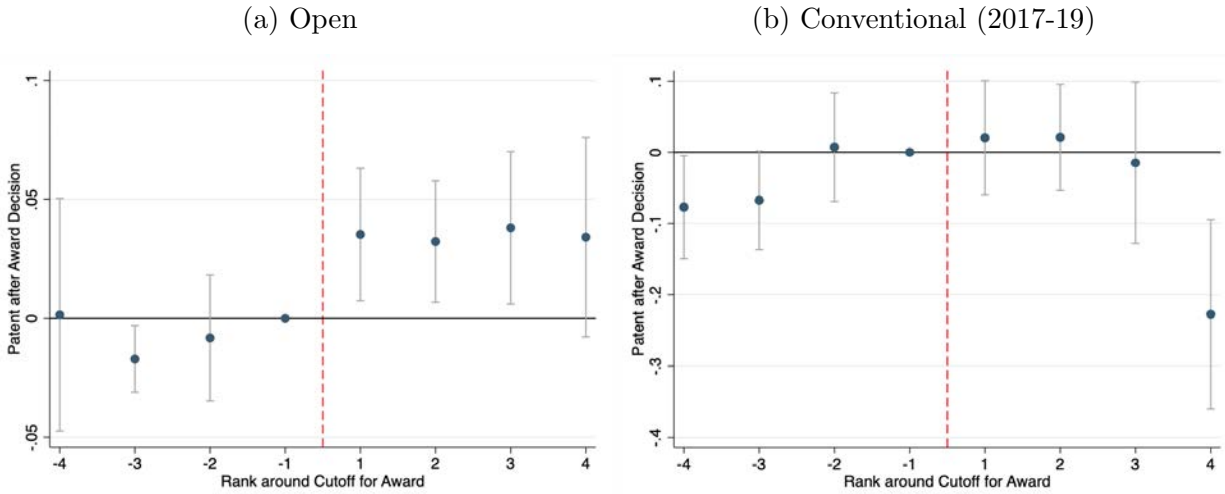 (a) Open
Patent after Award Decision
.1
.05
0
-.05
-4 -3 -2 -1 1 2 3 4
Rank around Cutoff for Award
(b) Conventional (2017-19)
Patent after Award Decision
.1
0
-.1
-.2
-.3
-.4
-4 -3 -2 -1 1 2 3 4
Rank around Cutoff for Award